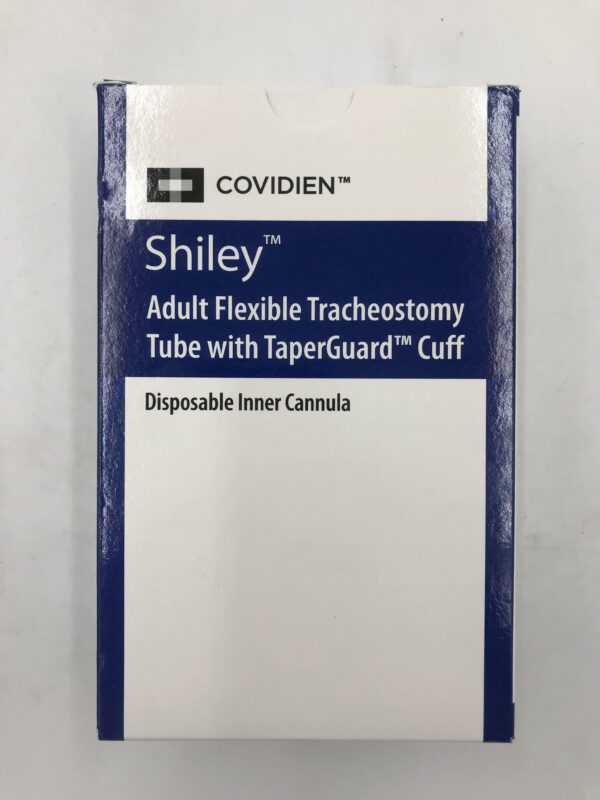 COVIDIEN™
Shiley™
Adult Flexible Tracheostomy
Tube with TaperGuard™ Cuff
Disposable Inner Cannula